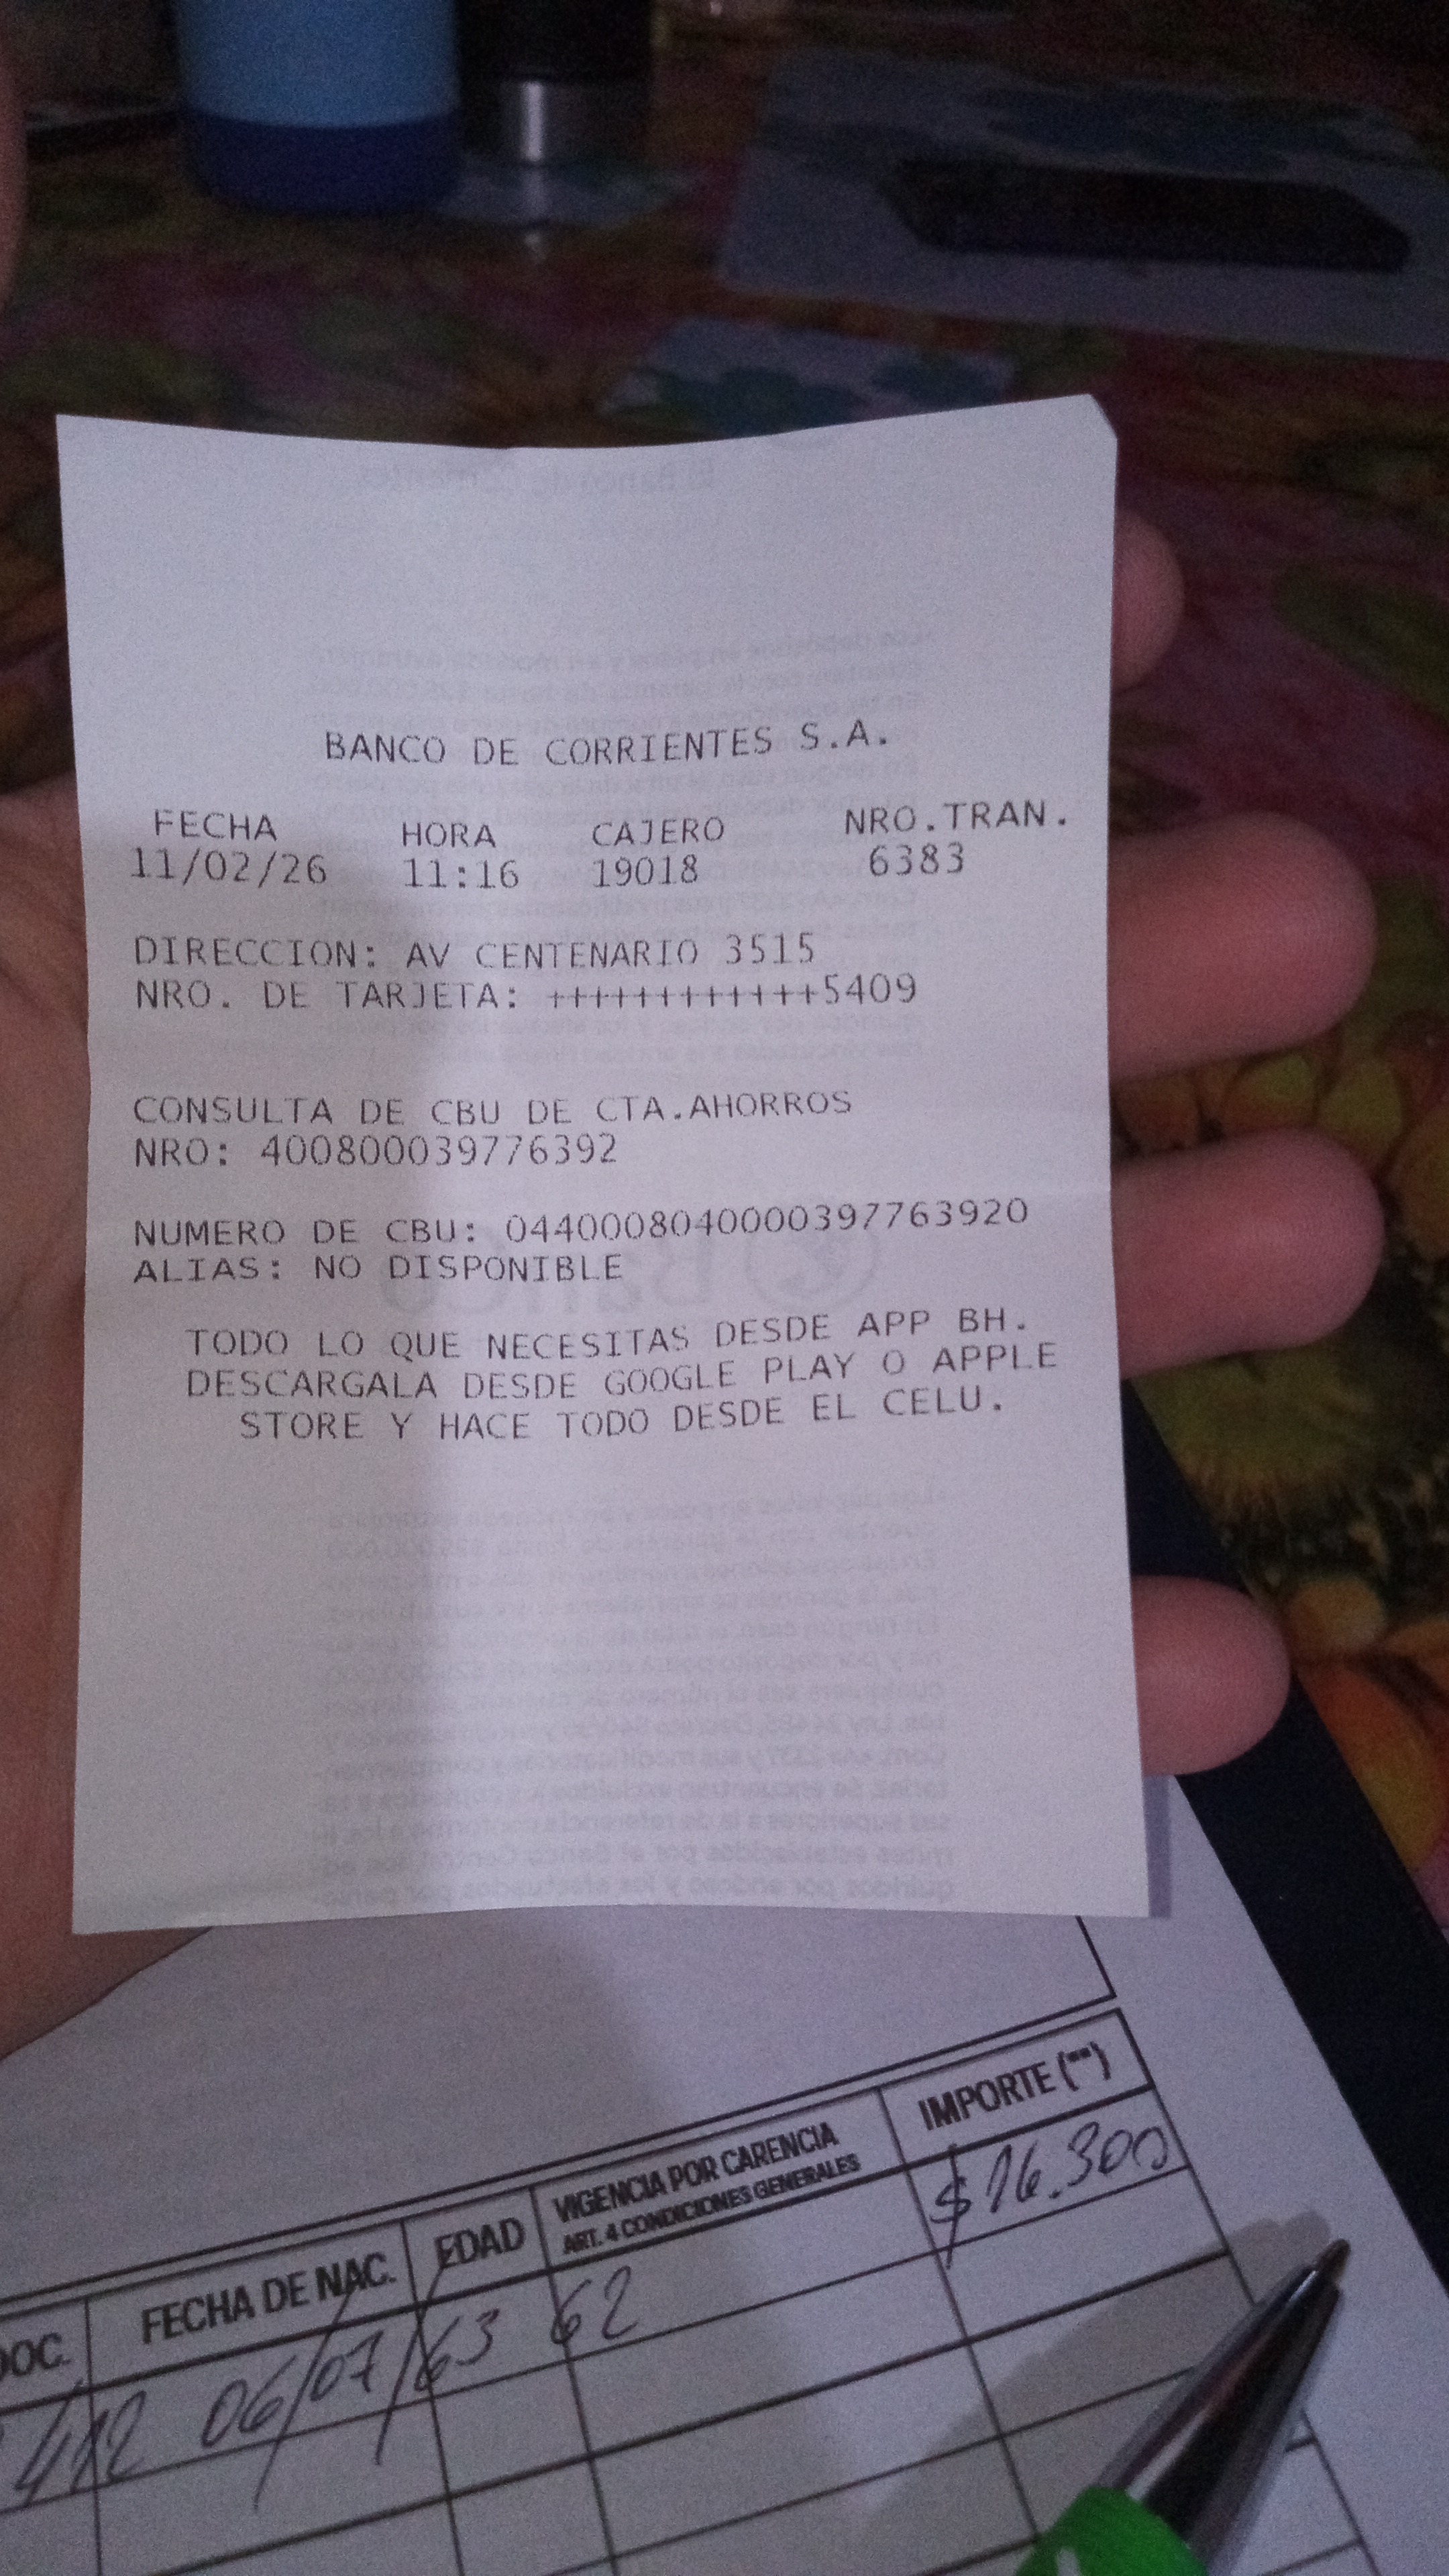 BANCO DE CORRIENTES S.A.
FECHA HORA CAJERO NRO.TRAN.
11/02/26 11:16 19018 6383
DIRECCION: AV CENTENARIO 3515
NRO. DE TARJETA: ++++++++++++5409
CONSULTA DE CBU DE CTA.AHORROS
NRO: 400800039776392
NUMERO DE CBU: 0440008040000397763920
ALIAS: NO DISPONIBLE
TODO LO QUE NECESITAS DESDE APP BH.
DESCARGALA DESDE GOOGLE PLAY O APPLE
STORE Y HACE TODO DESDE EL CELU.
DOC. FECHA DE NAC. EDAD VIGENCIA POR CARENCIA IMPORTE (**)
ART. 4 CONDICIONES GENERALES
412 06/07/63 62 $16.300